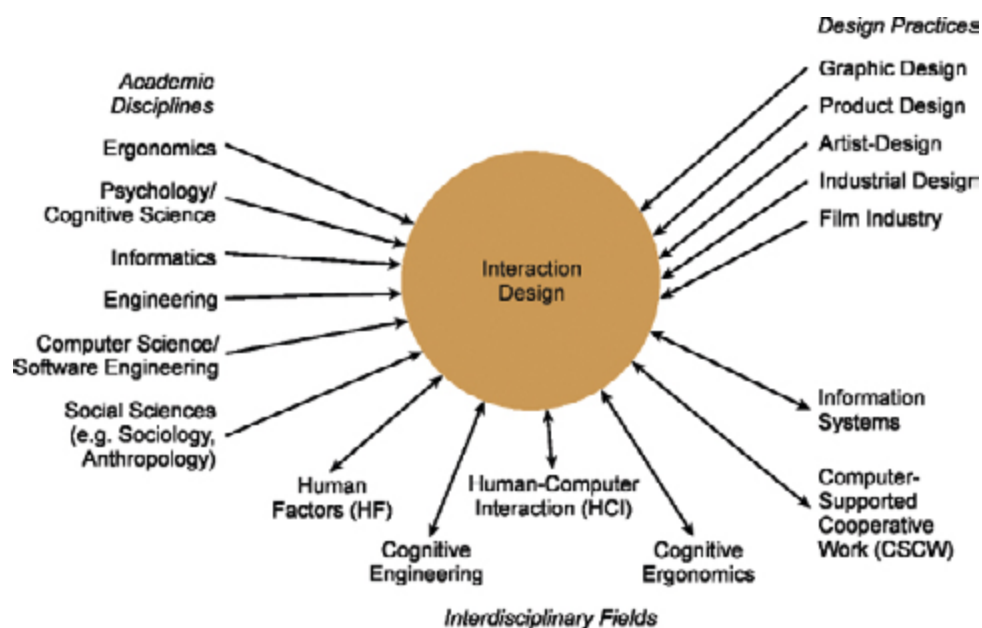 Academic
Disciplines
Ergonomics
Psychology/
Cognitive Science
Informatics
Engineering
Computer Science/
Software Engineering
Social Sciences
(e.g. Sociology,
Anthropology)
Design Practices
Graphic Design
Product Design
Artist-Design
Industrial Design
Film Industry
Interaction
Design
Information
Systems
Computer-
Supported
Cooperative
Work (CSCW)
Human
Factors (HF)
Cognitive
Engineering
Human-Computer
Interaction (HCI)
Cognitive
Ergonomics
Interdisciplinary Fields